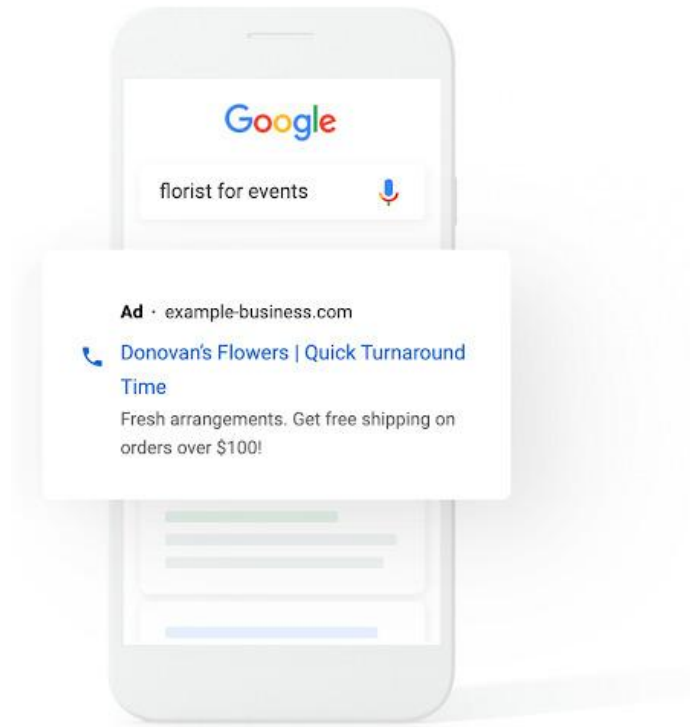 Google
florist for events
Ad · example-business.com
Donovan's Flowers | Quick Turnaround
Time
Fresh arrangements. Get free shipping on
orders over $100!